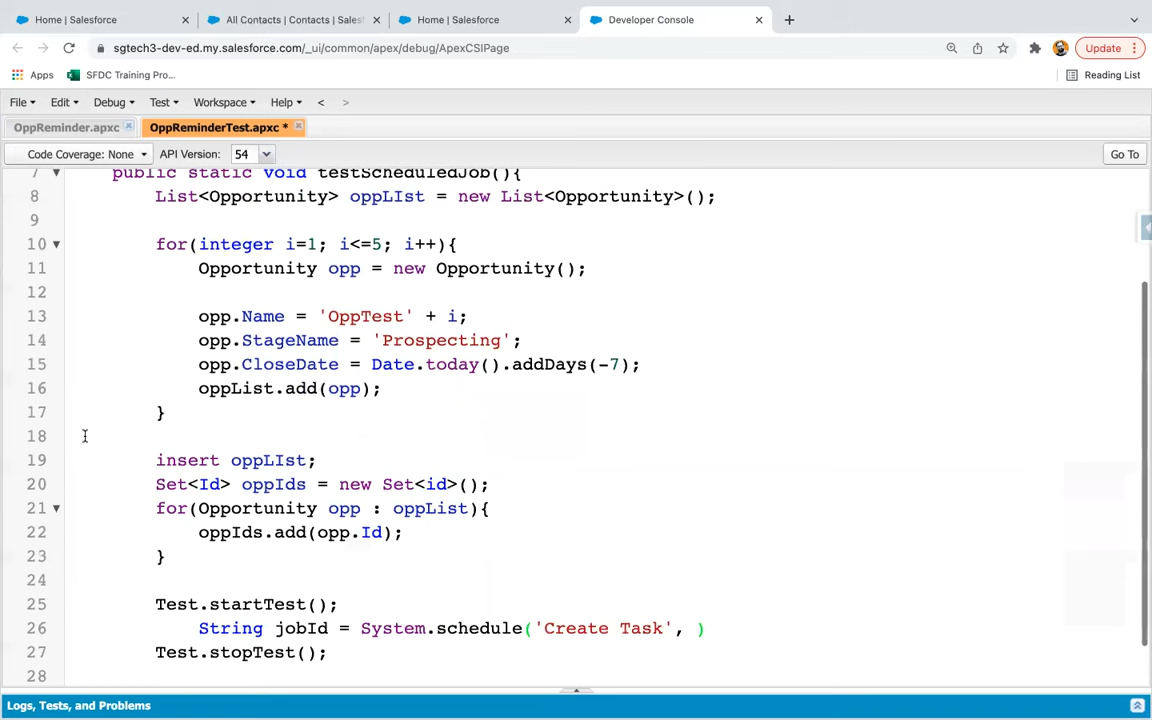 Home | Salesforce
All Contacts | Contacts | Sales
Home | Salesforce
Developer Console
sgtech3-dev-ed.my.salesforce.com/_ui/common/apex/debug/ApexCSIPage
Update
Apps
SFDC Training Pro...
Reading List
File
Edit
Debug
Test
Workspace
Help
<
>
OppReminder.apxc
OppReminderTest.apxc *
Code Coverage: None
API Version:
54
Go To
7 public static void testScheduledJob(){
8 List<Opportunity> oppLIst = new List<Opportunity>();
9
10 for(integer i=1; i<=5; i++){
11 Opportunity opp = new Opportunity();
12
13 opp.Name = 'OppTest' + i;
14 opp.StageName = 'Prospecting';
15 opp.CloseDate = Date.today().addDays(-7);
16 oppList.add(opp);
17 }
18
19 insert oppLIst;
20 Set<Id> oppIds = new Set<id>();
21 for(Opportunity opp : oppList){
22 oppIds.add(opp.Id);
23 }
24
25 Test.startTest();
26 String jobId = System.schedule('Create Task', )
27 Test.stopTest();
28
Logs, Tests, and Problems